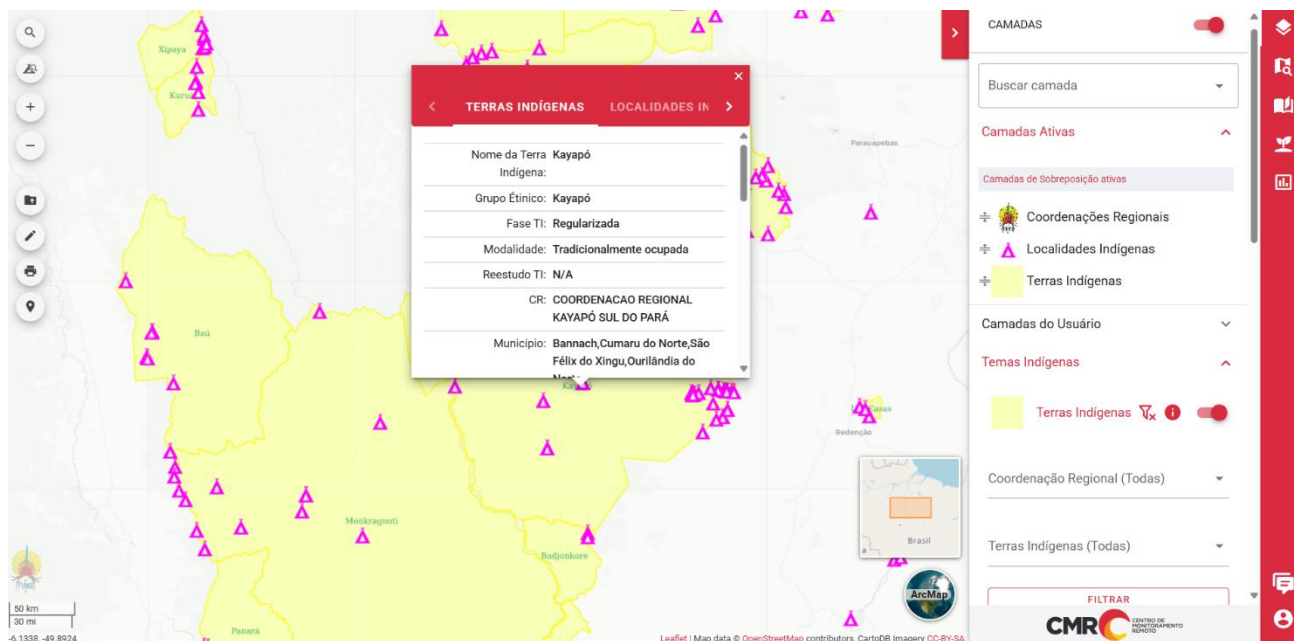 CAMADAS
Buscar camada
Camadas Ativas
Camadas de Sobreposição ativas
Coordenações Regionais
Localidades Indígenas
Terras Indígenas
Camadas do Usuário
Temas Indígenas
Terras Indígenas
Coordenação Regional (Todas)
Terras Indígenas (Todas)
FILTRAR
CMR CENTRO DE
MONITORAMENTO
REMOTO
TERRAS INDÍGENAS LOCALIDADES IN
Nome da Terra Kayapó
Indígena:
Grupo Étinico: Kayapó
Fase TI: Regularizada
Modalidade: Tradicionalmente ocupada
Reestudo TI: N/A
CR: COORDENACAO REGIONAL
KAYAPÓ SUL DO PARÁ
Município: Bannach,Cumaru do Norte,São
Félix do Xingu,Ourilândia do
Norte
Xipaya
Parauapebas
Baú
Redenção
Menkragnoti
Badjonkore
Panará
Brasil
ArcMap
50 km
30 mi
-6.1338, -49.8924
Leaflet | Map data © OpenStreetMap contributors, CartoDB Imagery CC-BY-SA